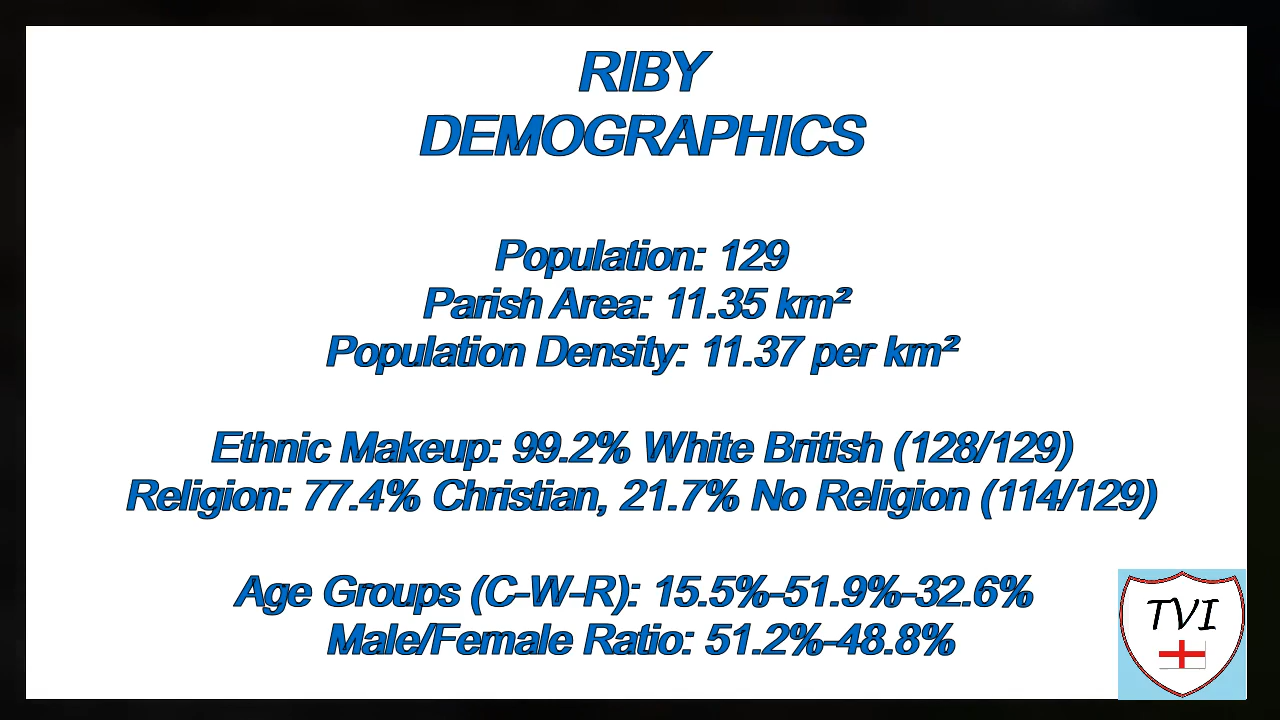 RIBY
DEMOGRAPHICS
Population: 129
Parish Area: 11.35 km²
Population Density: 11.37 per km²
Ethnic Makeup: 99.2% White British (128/129)
Religion: 77.4% Christian, 21.7% No Religion (114/129)
Age Groups (C-W-R): 15.5%-51.9%-32.6%
Male/Female Ratio: 51.2%-48.8%
TVI